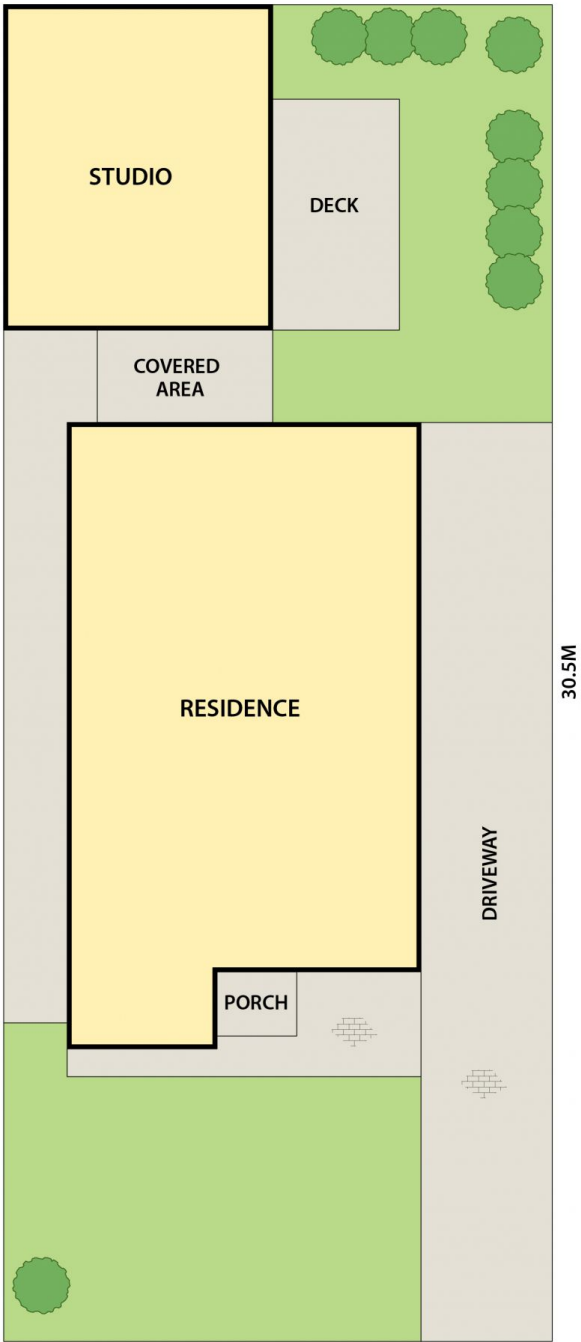 STUDIO
DECK
COVERED
AREA
RESIDENCE
30.5M
DRIVEWAY
PORCH